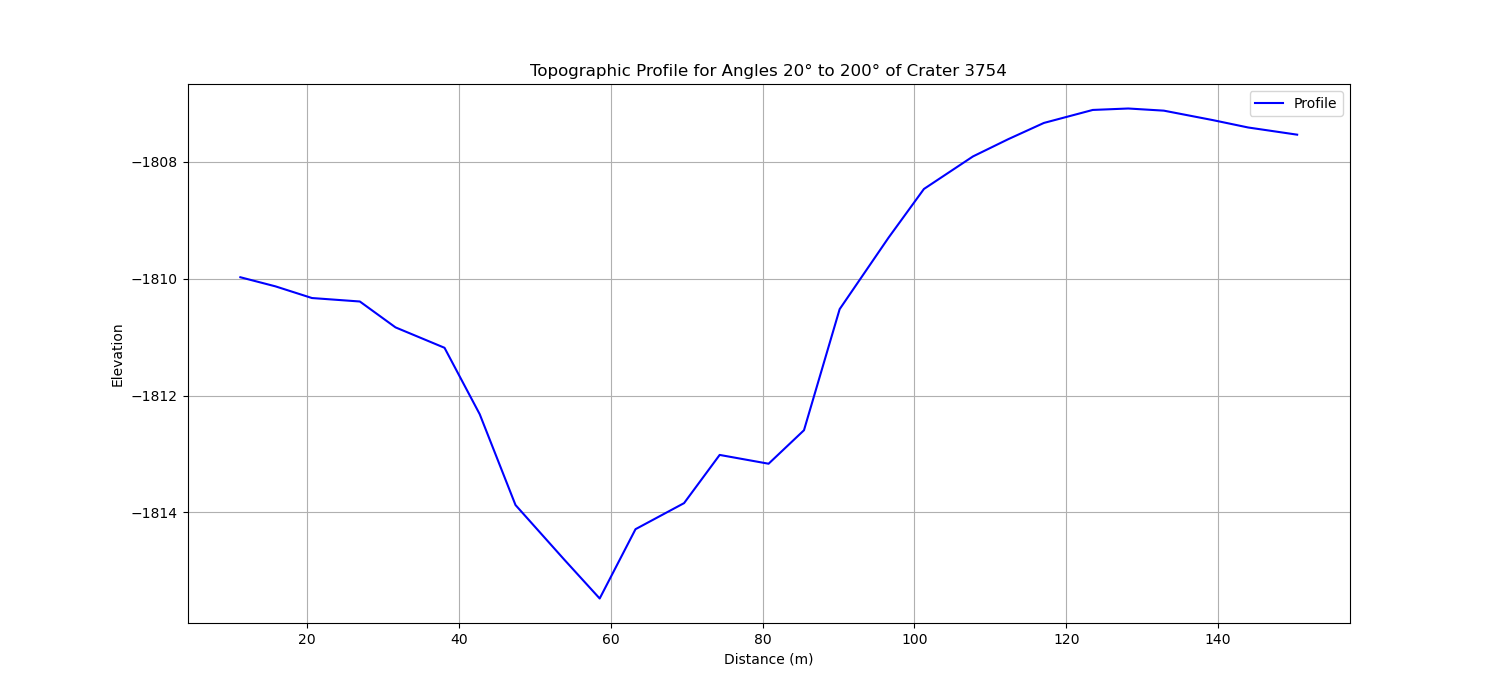 Topographic Profile for Angles 20° to 200° of Crater 3754
Profile
−1808
−1810
−1812
−1814
Elevation
20 40 60 80 100 120 140
Distance (m)